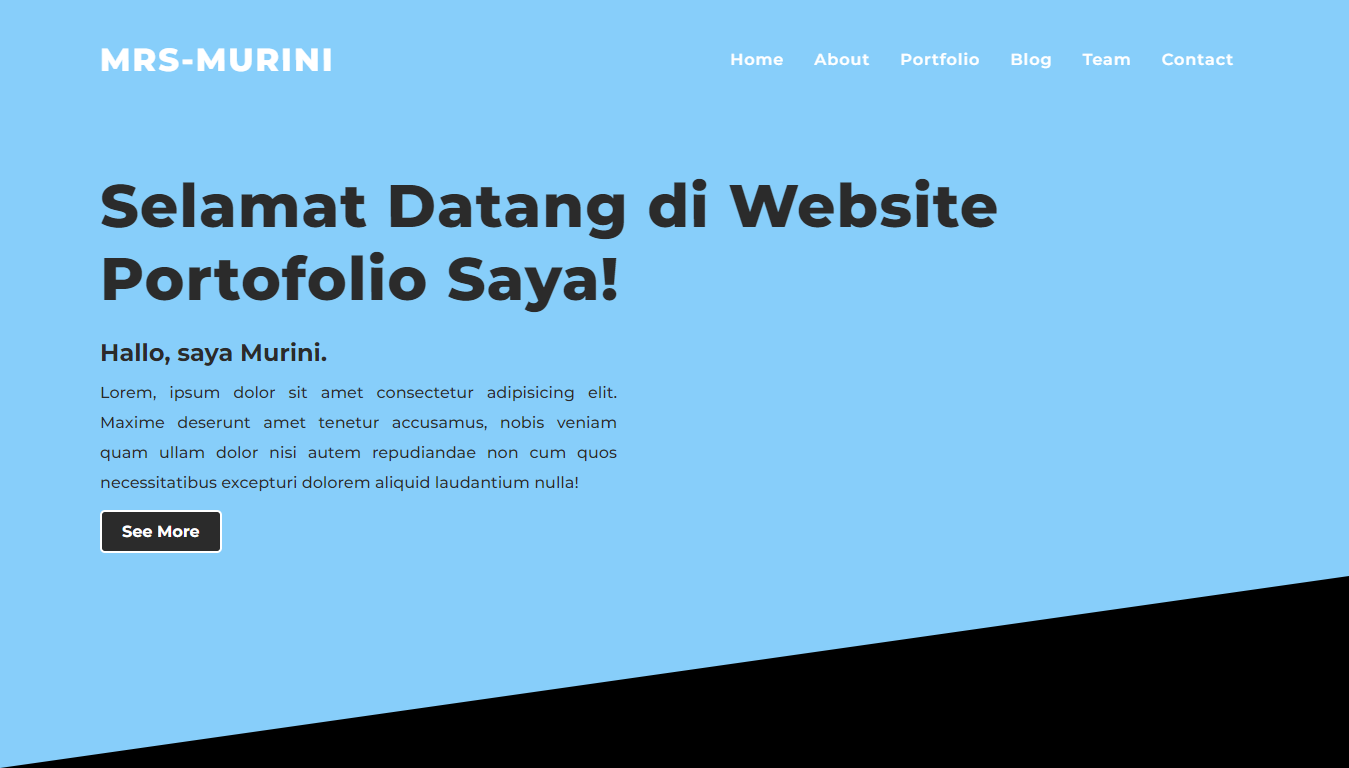 MRS-MURINI
Home About Portfolio Blog Team Contact
Selamat Datang di Website
Portofolio Saya!
Hallo, saya Murini.
Lorem, ipsum dolor sit amet consectetur adipisicing elit.
Maxime deserunt amet tenetur accusamus, nobis veniam
quam ullam dolor nisi autem repudiandae non cum quos
necessitatibus excepturi dolorem aliquid laudantium nulla!
See More